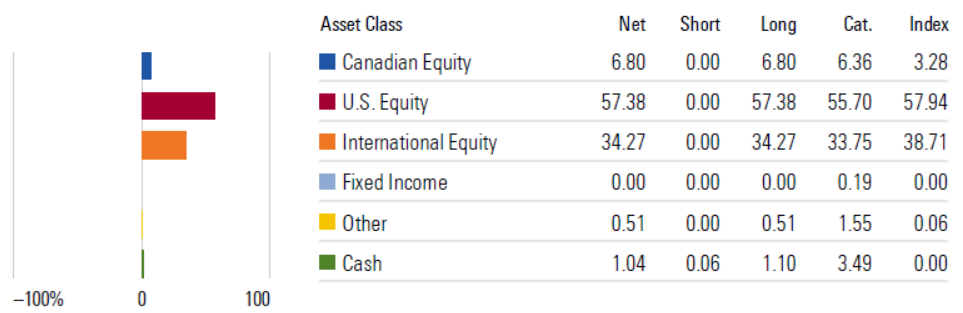 Asset Class Net Short Long Cat. Index
Canadian Equity 6.80 0.00 6.80 6.36 3.28
U.S. Equity 57.38 0.00 57.38 55.70 57.94
International Equity 34.27 0.00 34.27 33.75 38.71
Fixed Income 0.00 0.00 0.00 0.19 0.00
Other 0.51 0.00 0.51 1.55 0.06
Cash 1.04 0.06 1.10 3.49 0.00
−100% 0 100